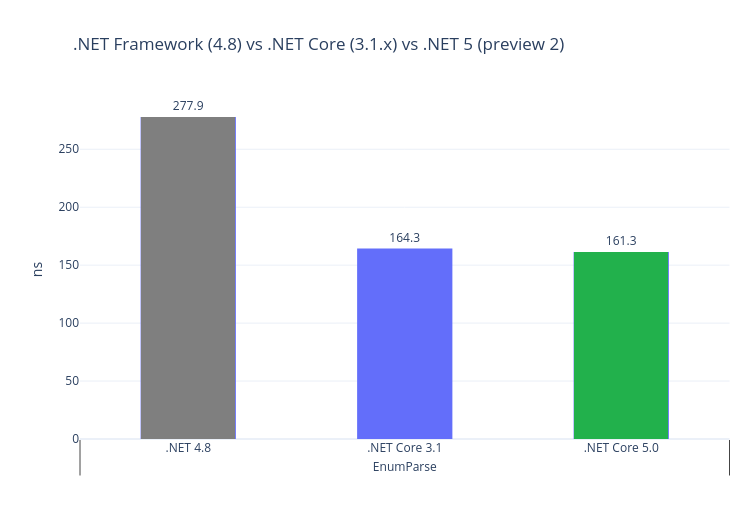 .NET Framework (4.8) vs .NET Core (3.1.x) vs .NET 5 (preview 2)
277.9
250
200
164.3
161.3
150
ns
100
50
0
.NET 4.8
.NET Core 3.1
.NET Core 5.0
EnumParse